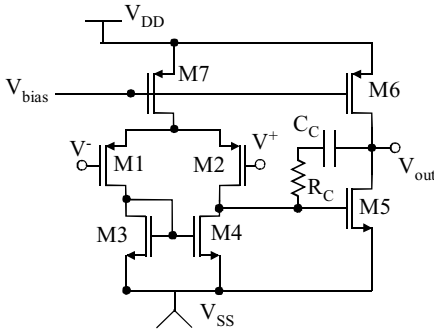 V_DD
M7
V_bias
M6
C_C
V^-
V^+
M1
M2
V_out
R_C
M5
M3
M4
V_SS